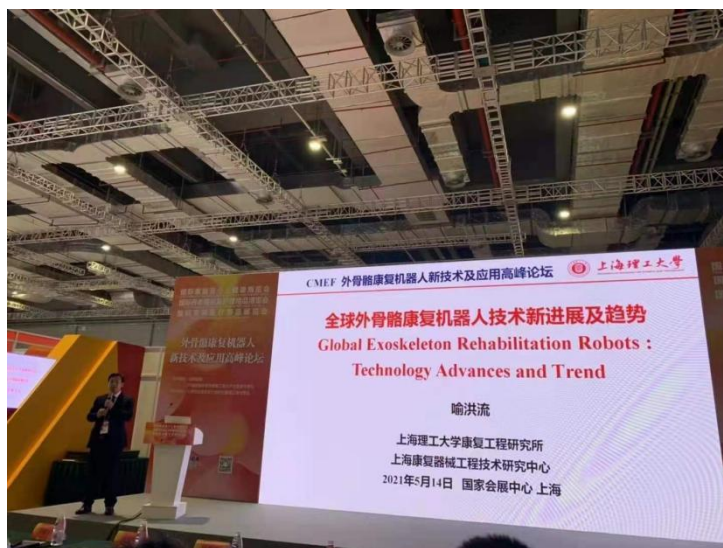 CMEF 外骨骼康复机器人新技术及应用高峰论坛
上海理工大学
全球外骨骼康复机器人技术新进展及趋势
Global Exoskeleton Rehabilitation Robots :
Technology Advances and Trend
喻洪流
上海理工大学康复工程研究所
上海康复器械工程技术研究中心
2021年5月14日 国家会展中心 上海
外骨骼康复机器人
新技术及应用高峰论坛